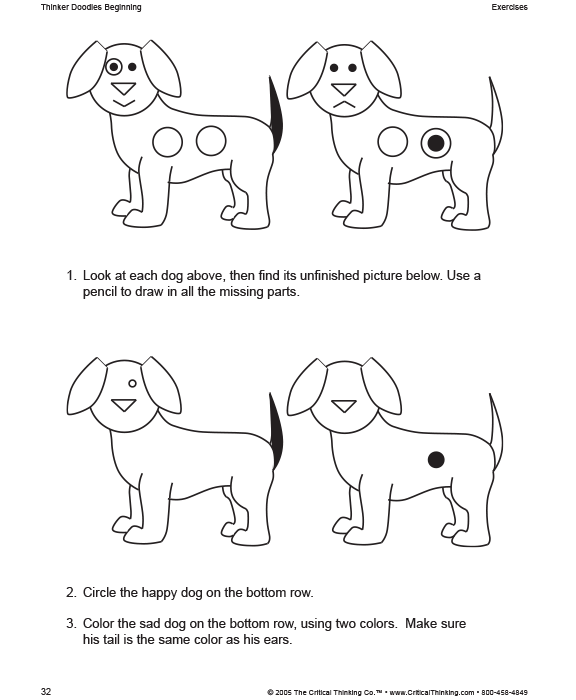 Thinker Doodles Beginning
Exercises
1. Look at each dog above, then find its unfinished picture below. Use a
pencil to draw in all the missing parts.
2. Circle the happy dog on the bottom row.
3. Color the sad dog on the bottom row, using two colors.  Make sure
his tail is the same color as his ears.
32
© 2005 The Critical Thinking Co.™ • www.CriticalThinking.com • 800-458-4849